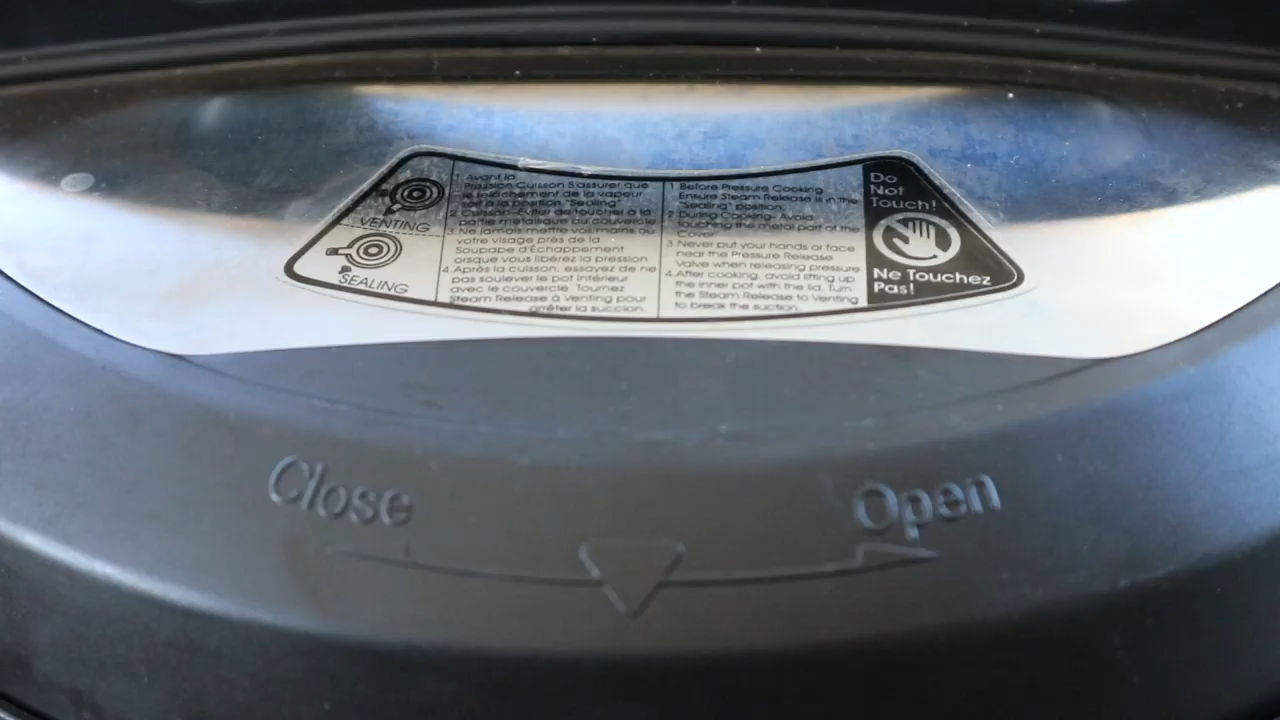 VENTING
SEALING
1. Avant la
Pression Cuisson S'assurer que
le relâchement de la vapeur
soit à la position "Sealing"
2. Cuisson-Éviter de toucher à la
partie métallique du couvercle
3. Ne jamais mettre vos mains ou
votre visage près de la
Soupape d'Échappement
orsque vous libérez la pression
4. Après la cuisson, essayez de ne
pas soulever le pot intérieur
avec le couvercle. Tournez
Steam Release à Venting pour
arrêter la succion.
1. Before Pressure Cooking
Ensure Steam Release is in the
"Sealing" position.
2. During Cooking- Avoid
touching the metal part of the
Cover
3. Never put your hands or face
near the Pressure Release
Valve when releasing pressure
4. After cooking, avoid lifting up
the inner pot with the lid. Turn
the Steam Release to Venting
to break the suction.
Do
Not
Touch!
Ne Touchez
Pas!
Close
Open